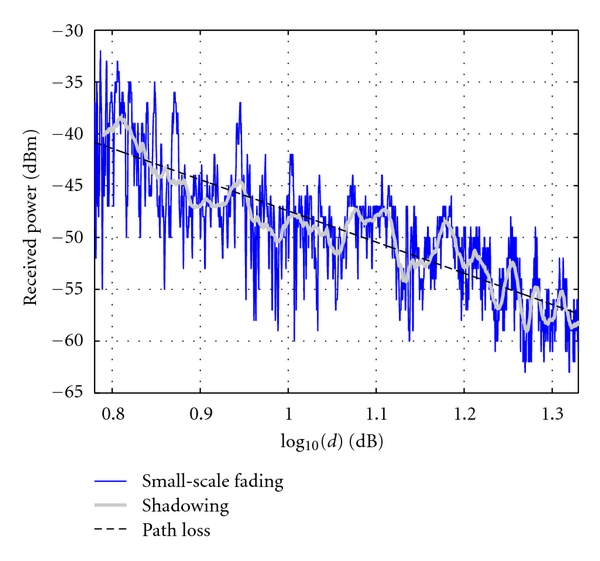 −30
−35
−40
−45
−50
−55
−60
−65
Received power (dBm)
0.8 0.9 1 1.1 1.2 1.3
log10(d) (dB)
Small-scale fading
Shadowing
Path loss